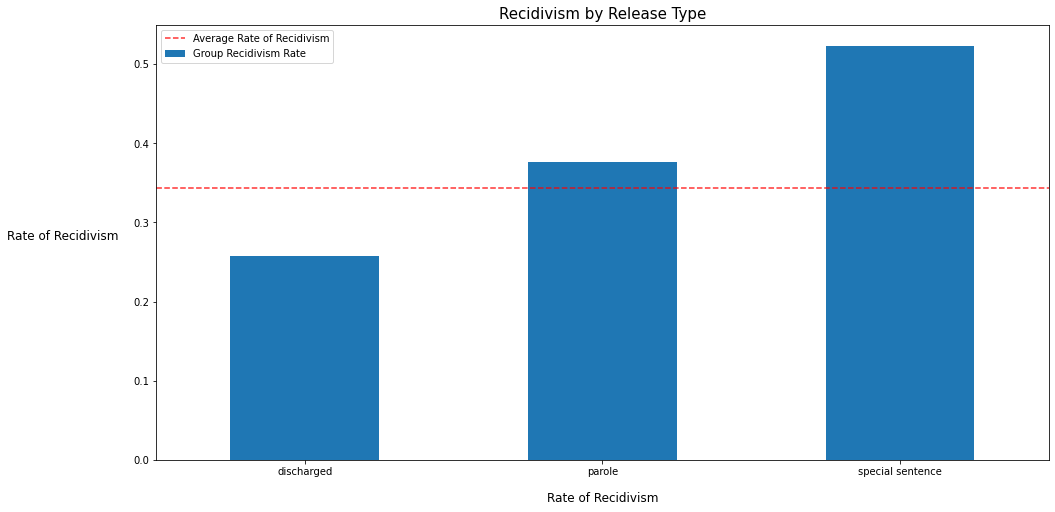 Recidivism by Release Type
Average Rate of Recidivism
Group Recidivism Rate
0.5
0.4
0.3
0.2
0.1
0.0
Rate of Recidivism
discharged parole special sentence
Rate of Recidivism